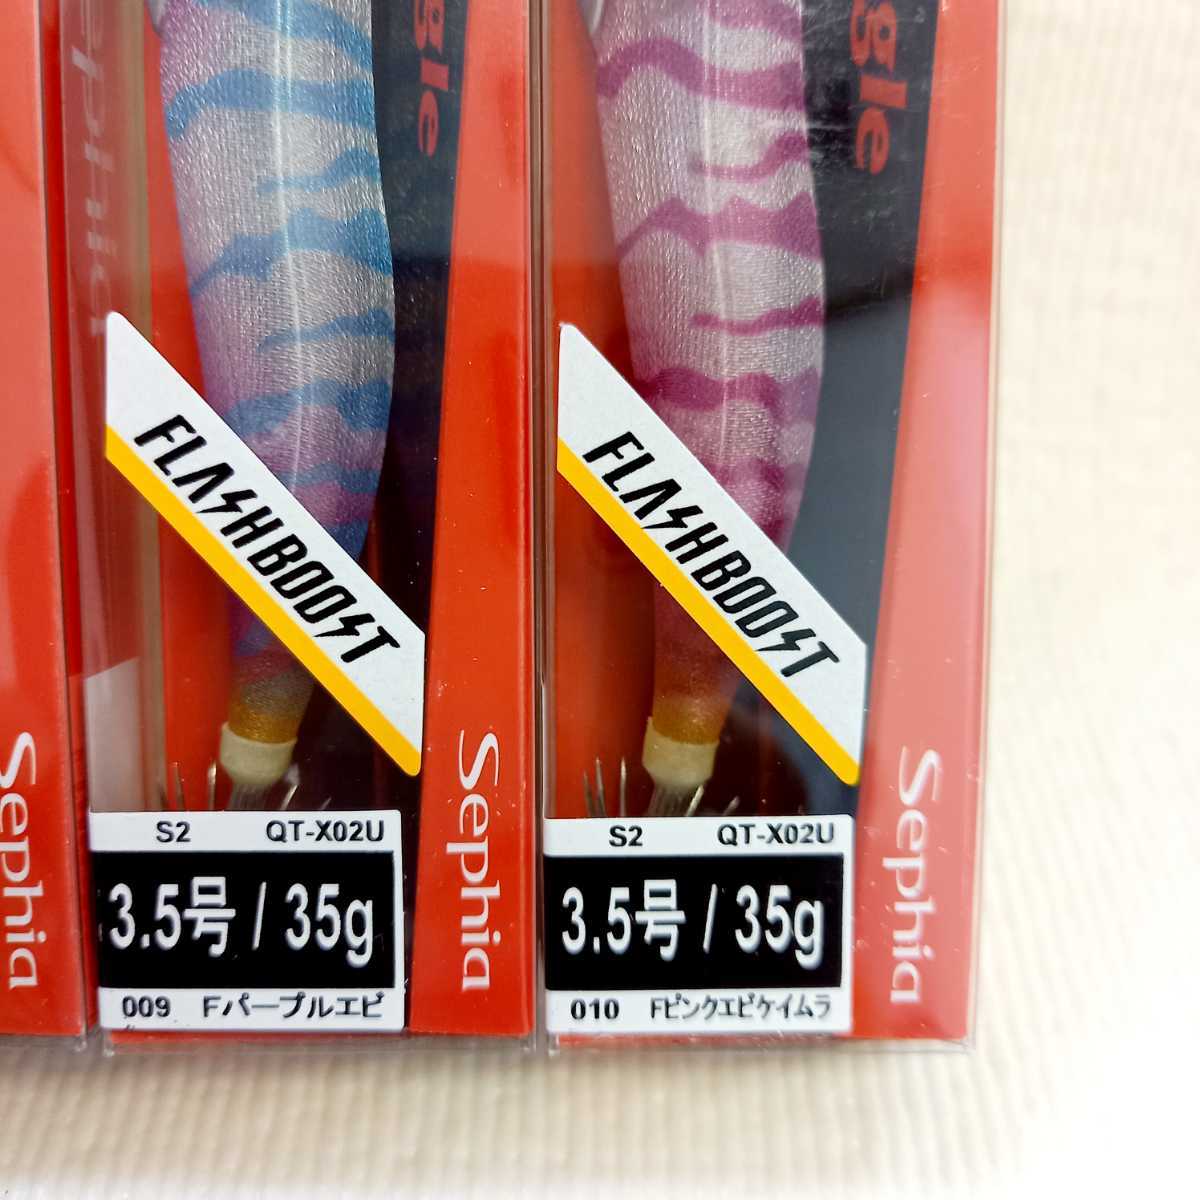 gle
gle
FLASHBOOST
FLASHBOOST
Sephia
Sephia
Sephia
S2 QT-X02U
3.5号 / 35g
009 Fパープルエビ
S2 QT-X02U
3.5号 / 35g
010 Fピンクエビケイムラ